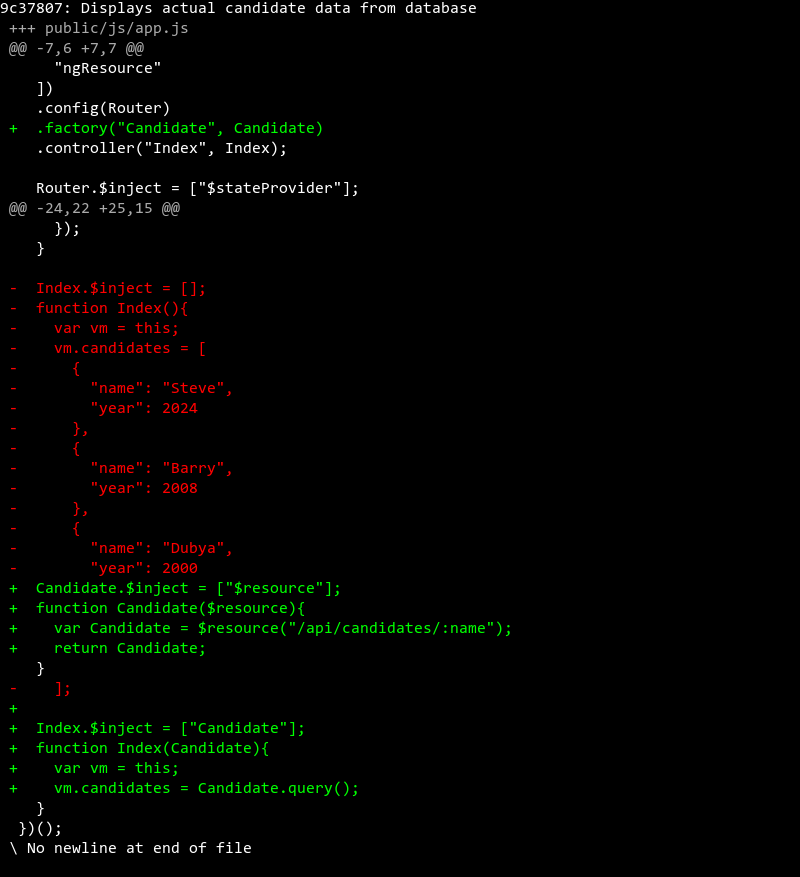 9c37807: Displays actual candidate data from database
+++ public/js/app.js
@@ -7,6 +7,7 @@
     "ngResource"
   ])
   .config(Router)
+  .factory("Candidate", Candidate)
   .controller("Index", Index);

   Router.$inject = ["$stateProvider"];
@@ -24,22 +25,15 @@
     });
   }

-  Index.$inject = [];
-  function Index(){
-    var vm = this;
-    vm.candidates = [
-      {
-        "name": "Steve",
-        "year": 2024
-      },
-      {
-        "name": "Barry",
-        "year": 2008
-      },
-      {
-        "name": "Dubya",
-        "year": 2000
+  Candidate.$inject = ["$resource"];
+  function Candidate($resource){
+    var Candidate = $resource("/api/candidates/:name");
+    return Candidate;
   }
-    ];
+
+  Index.$inject = ["Candidate"];
+  function Index(Candidate){
+    var vm = this;
+    vm.candidates = Candidate.query();
   }
 })();
\ No newline at end of file